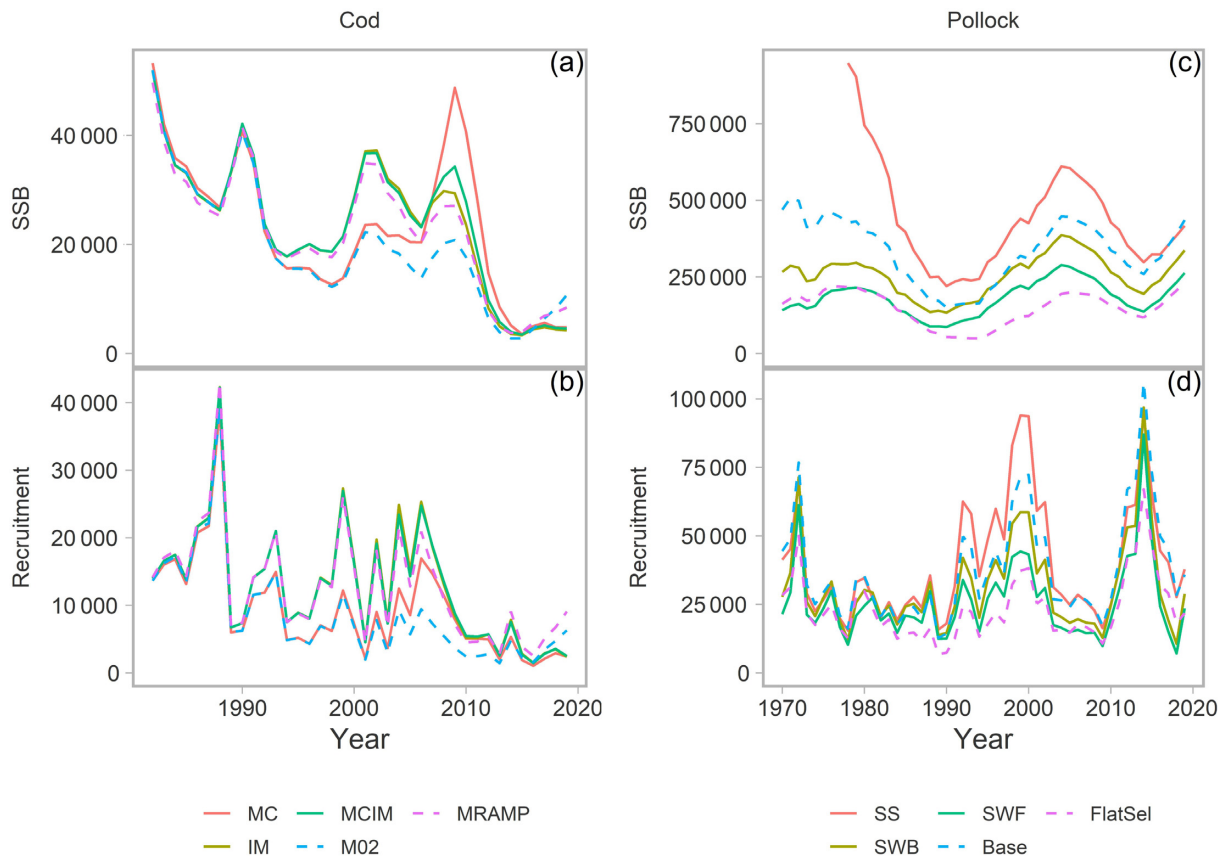 Cod
Pollock
(a)
SSB
40 000
20 000
0
(c)
SSB
750 000
500 000
250 000
0
(b)
Recruitment
40 000
30 000
20 000
10 000
0
1990 2000 2010 2020
Year
(d)
Recruitment
100 000
75 000
50 000
25 000
0
1970 1980 1990 2000 2010 2020
Year
MC MCIM MRAMP
IM M02
SS SWF FlatSel
SWB Base